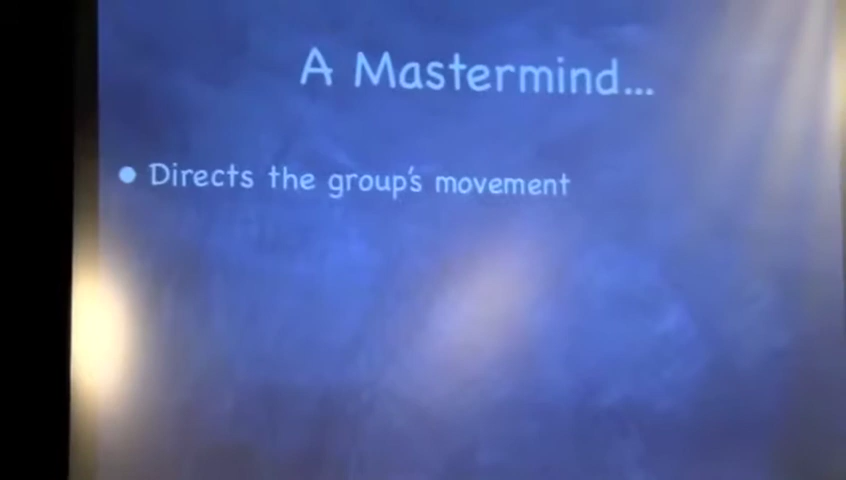 A Mastermind...
• Directs the group's movement